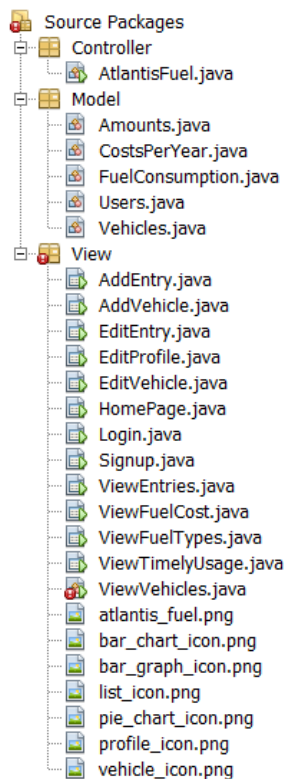 Source Packages
Controller
AtlantisFuel.java
Model
Amounts.java
CostsPerYear.java
FuelConsumption.java
Users.java
Vehicles.java
View
AddEntry.java
AddVehicle.java
EditEntry.java
EditProfile.java
EditVehicle.java
HomePage.java
Login.java
Signup.java
ViewEntries.java
ViewFuelCost.java
ViewFuelTypes.java
ViewTimelyUsage.java
ViewVehicles.java
atlantis_fuel.png
bar_chart_icon.png
bar_graph_icon.png
list_icon.png
pie_chart_icon.png
profile_icon.png
vehicle_icon.png